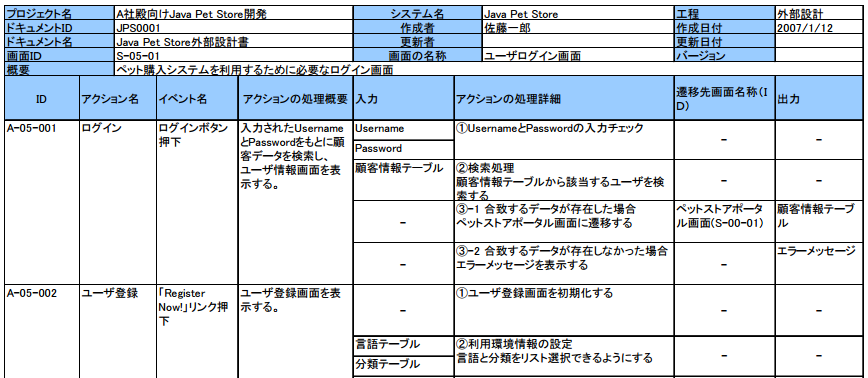 プロジェクト名 A社殿向けJava Pet Store開発 システム名 Java Pet Store 工程 外部設計
ドキュメントID JPS0001 作成者 佐藤一郎 作成日付 2007/1/12
ドキュメント名 Java Pet Store外部設計書 更新者 更新日付
画面ID S-05-01 画面の名称 ユーザログイン画面 バージョン
概要 ペット購入システムを利用するために必要なログイン画面
ID アクション名 イベント名 アクションの処理概要 入力 アクションの処理詳細 遷移先画面名称(I
D) 出力
A-05-001 ログイン ログインボタン
押下
入力されたUsername
とPasswordをもとに顧
客データを検索し、
ユーザ情報画面を表
示する。
Username
Password
①UsernameとPasswordの入力チェック
- -
顧客情報テーブル
②検索処理
顧客情報テーブルから該当するユーザを検
索する
- -
-
③-1 合致するデータが存在した場合
ペットストアポータル画面に遷移する
ペットストアポータ
ル画面(S-00-01)
顧客情報テーブ
ル
-
③-2 合致するデータが存在しなかった場合
エラーメッセージを表示する
-
エラーメッセージ
A-05-002 ユーザ登録 「Register
Now!」リンク押
下
ユーザ登録画面を表
示する。
-
①ユーザ登録画面を初期化する
- -
言語テーブル
分類テーブル
②利用環境情報の設定
言語と分類をリスト選択できるようにする
- -